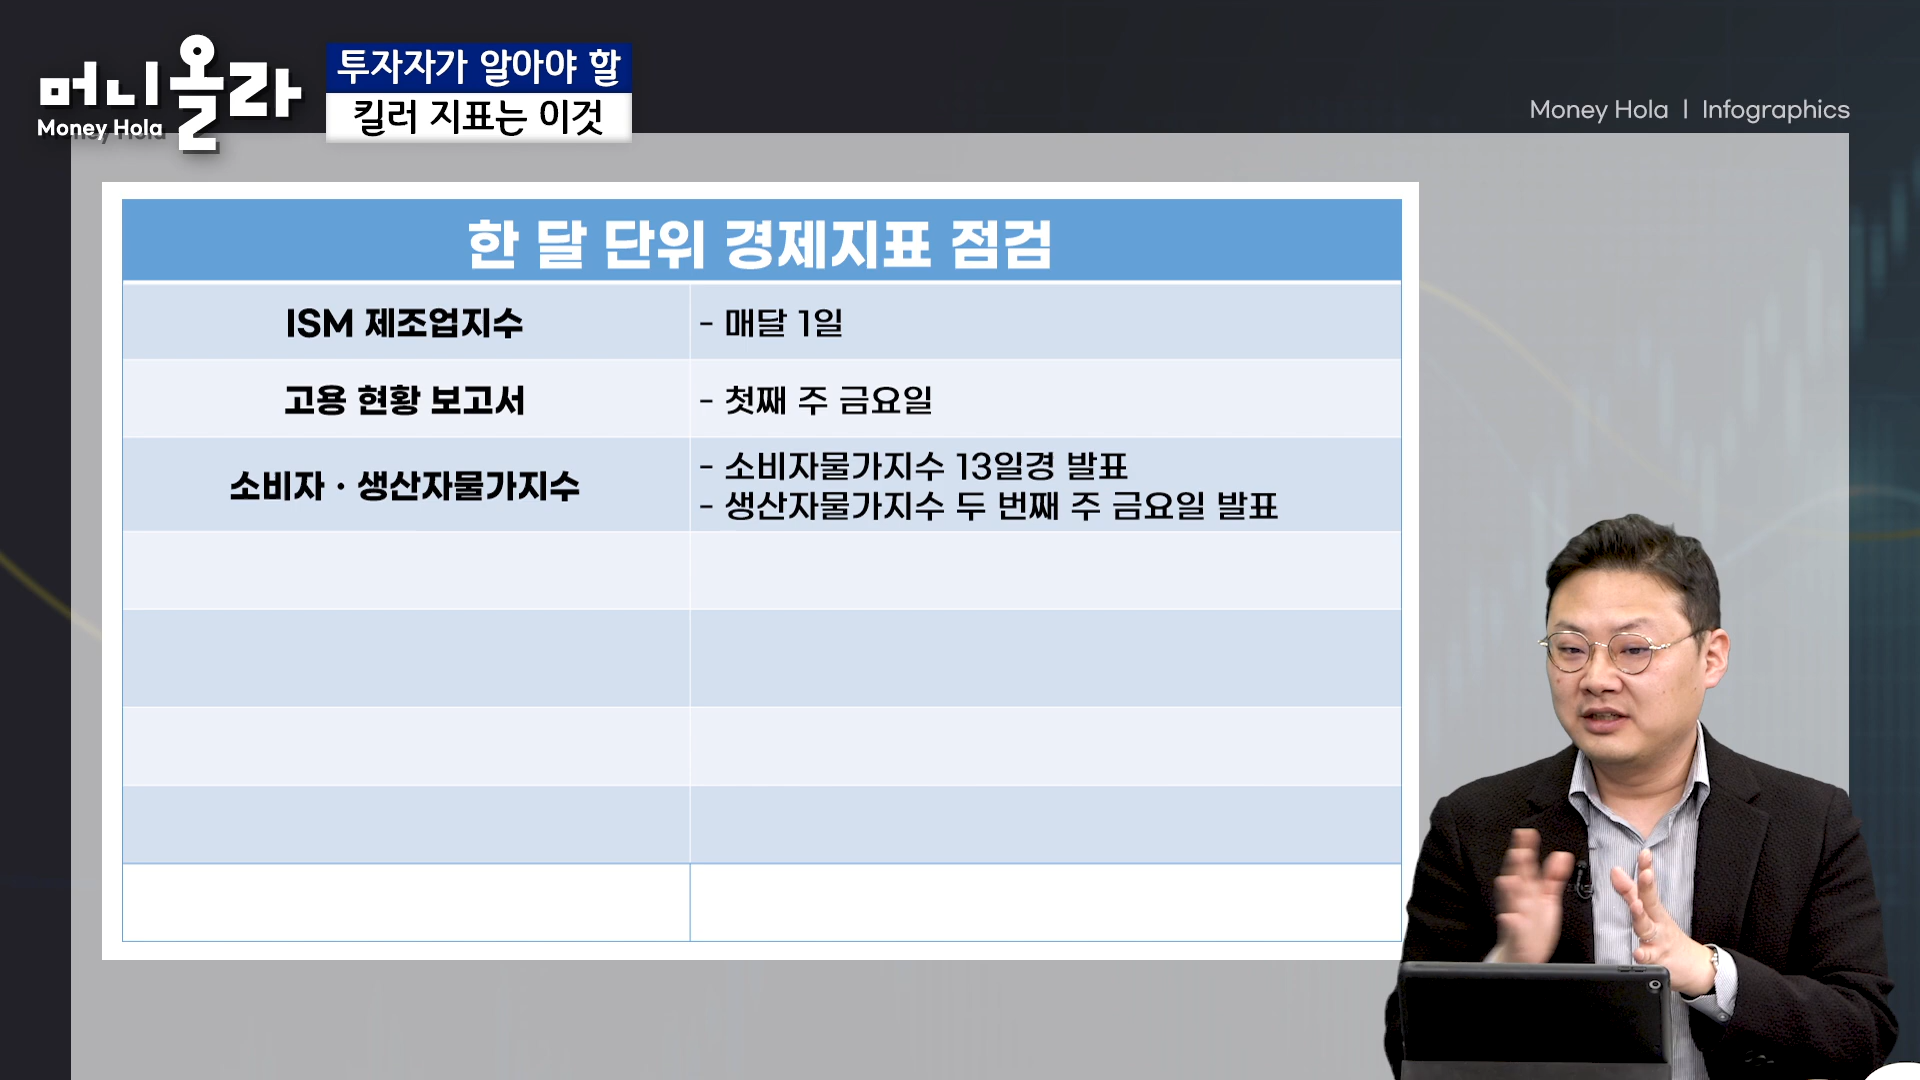 머니올라
Money Hola
투자자가 알아야 할
킬러 지표는 이것
Money Hola | Infographics
한 달 단위 경제지표 점검
ISM 제조업지수
- 매달 1일
고용 현황 보고서
- 첫째 주 금요일
소비자 · 생산자물가지수
- 소비자물가지수 13일경 발표
- 생산자물가지수 두 번째 주 금요일 발표